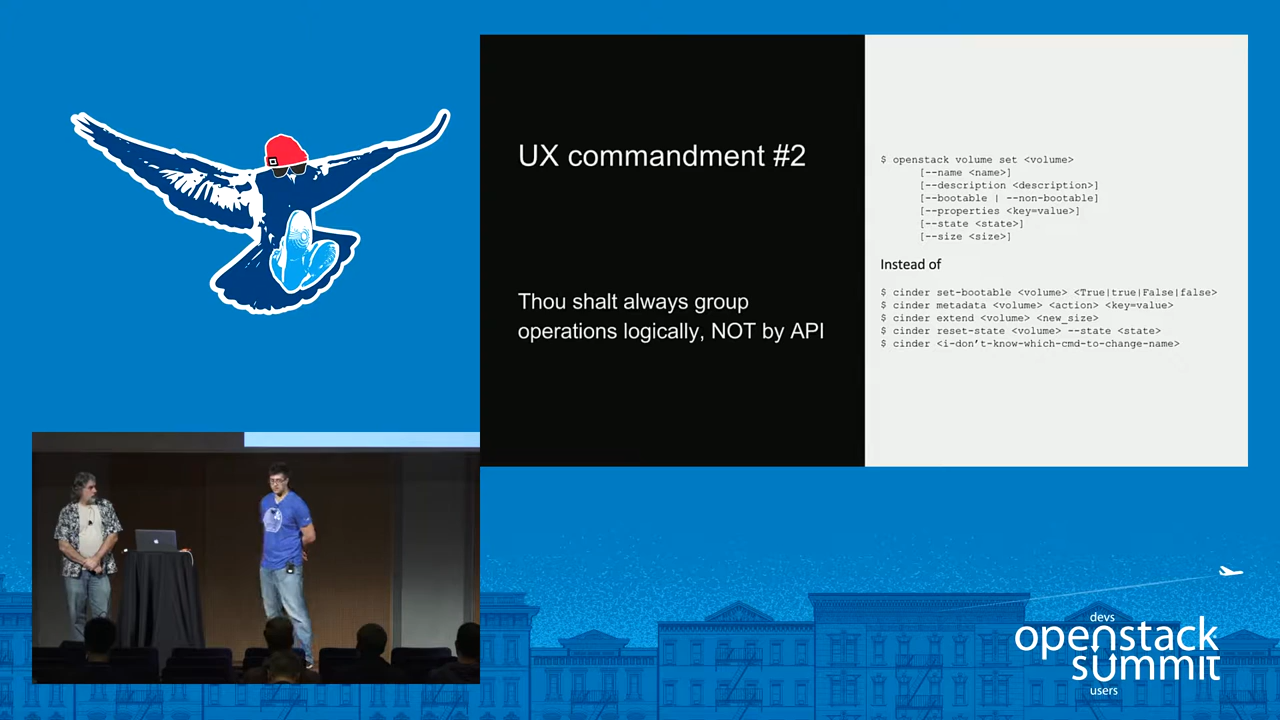 UX commandment #2
Thou shalt always group
operations logically, NOT by API
$ openstack volume set <volume>
[--name <name>]
[--description <description>]
[--bootable | --non-bootable]
[--properties <key=value>]
[--state <state>]
[--size <size>]
Instead of
$ cinder set-bootable <volume> <True|true|False|false>
$ cinder metadata <volume> <action> <key=value>
$ cinder extend <volume> <new_size>
$ cinder reset-state <volume> --state <state>
$ cinder <i-don't-know-which-cmd-to-change-name>
devs
openstack
summit
users